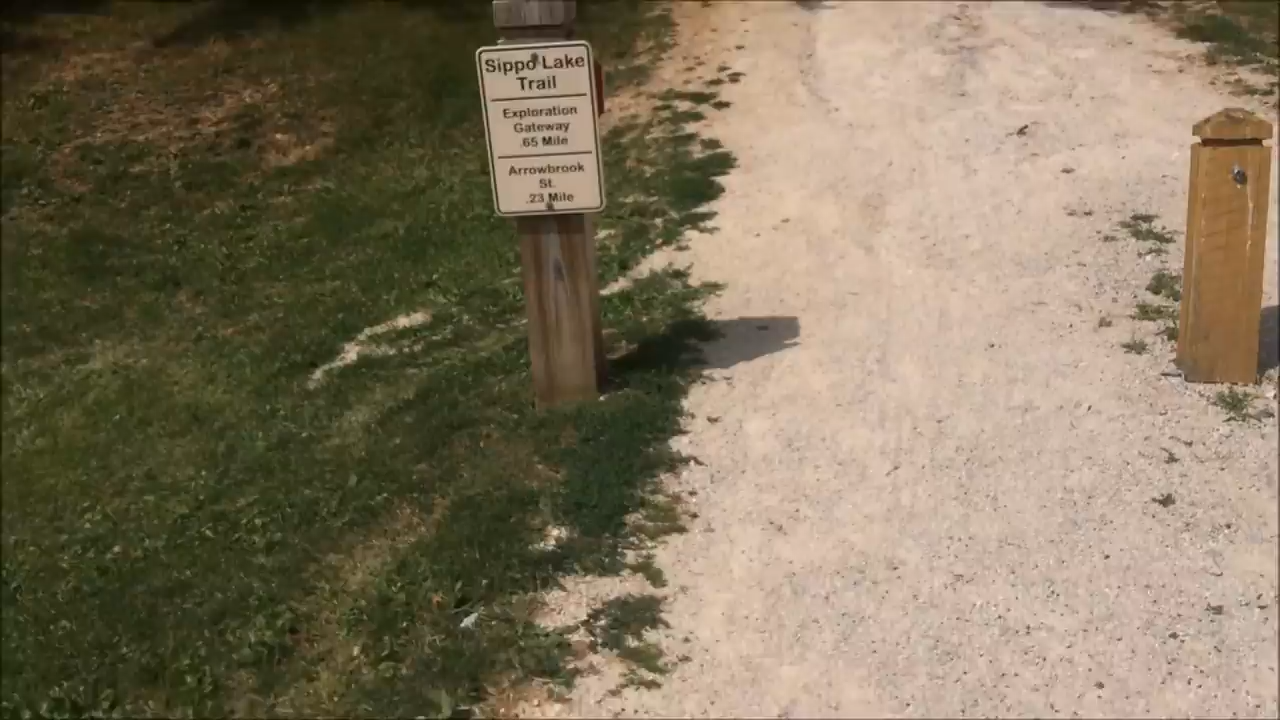 Sippo Lake
Trail
Exploration
Gateway
.65 Mile
Arrowbrook
St.
.23 Mile